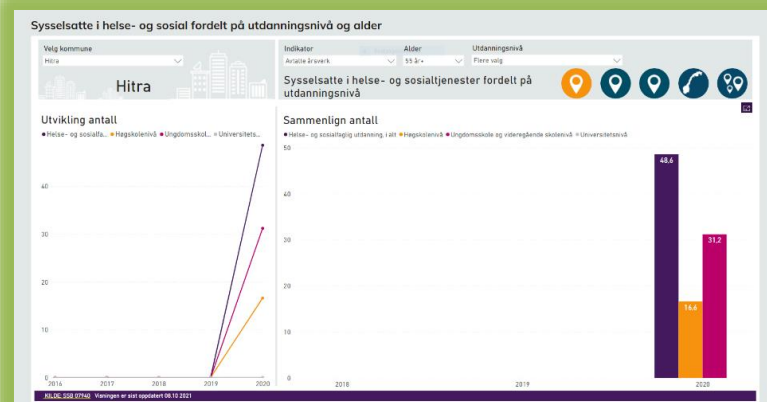 Sysselsatte i helse- og sosial fordelt på utdanningsnivå og alder
Velg kommune
Hitra
Hitra
Indikator
Avtalte årsverk
Alder
55 år+
Utdanningsnivå
Flere valg
Sysselsatte i helse- og sosialtjenester fordelt på
utdanningsnivå
Utvikling antall
Helse- og sosialfa... Høgskolenivå Ungdomsskol... Universitets...
40
30
20
10
0
2016 2017 2018 2019 2020
Sammenlign antall
Helse- og sosialfaglig utdanning, i alt Høgskolenivå Ungdomsskole og videregående skolenivå Universitetsnivå
50
40
30
20
10
0
48,6
16,6
31,2
2018 2019 2020
KILDE: SSB 07940 Visningen er sist oppdatert 08.10 2021